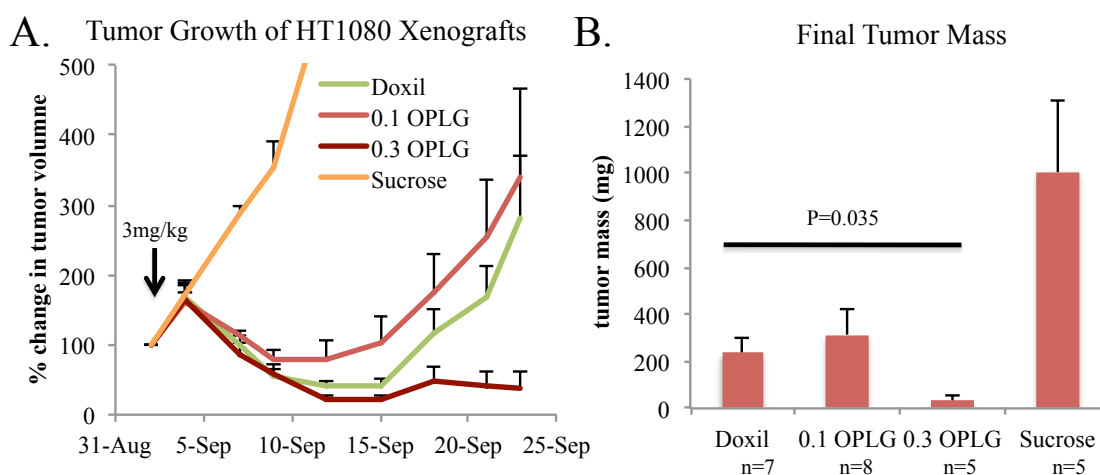 A. Tumor Growth of HT1080 Xenografts
500
400
300
200
100
0
% change in tumor volumne
3mg/kg
Doxil
0.1 OPLG
0.3 OPLG
Sucrose
31-Aug 5-Sep 10-Sep 15-Sep 20-Sep 25-Sep
B. Final Tumor Mass
1400
1200
1000
800
600
400
200
0
tumor mass (mg)
P=0.035
Doxil 0.1 OPLG 0.3 OPLG Sucrose
n=7 n=8 n=5 n=5